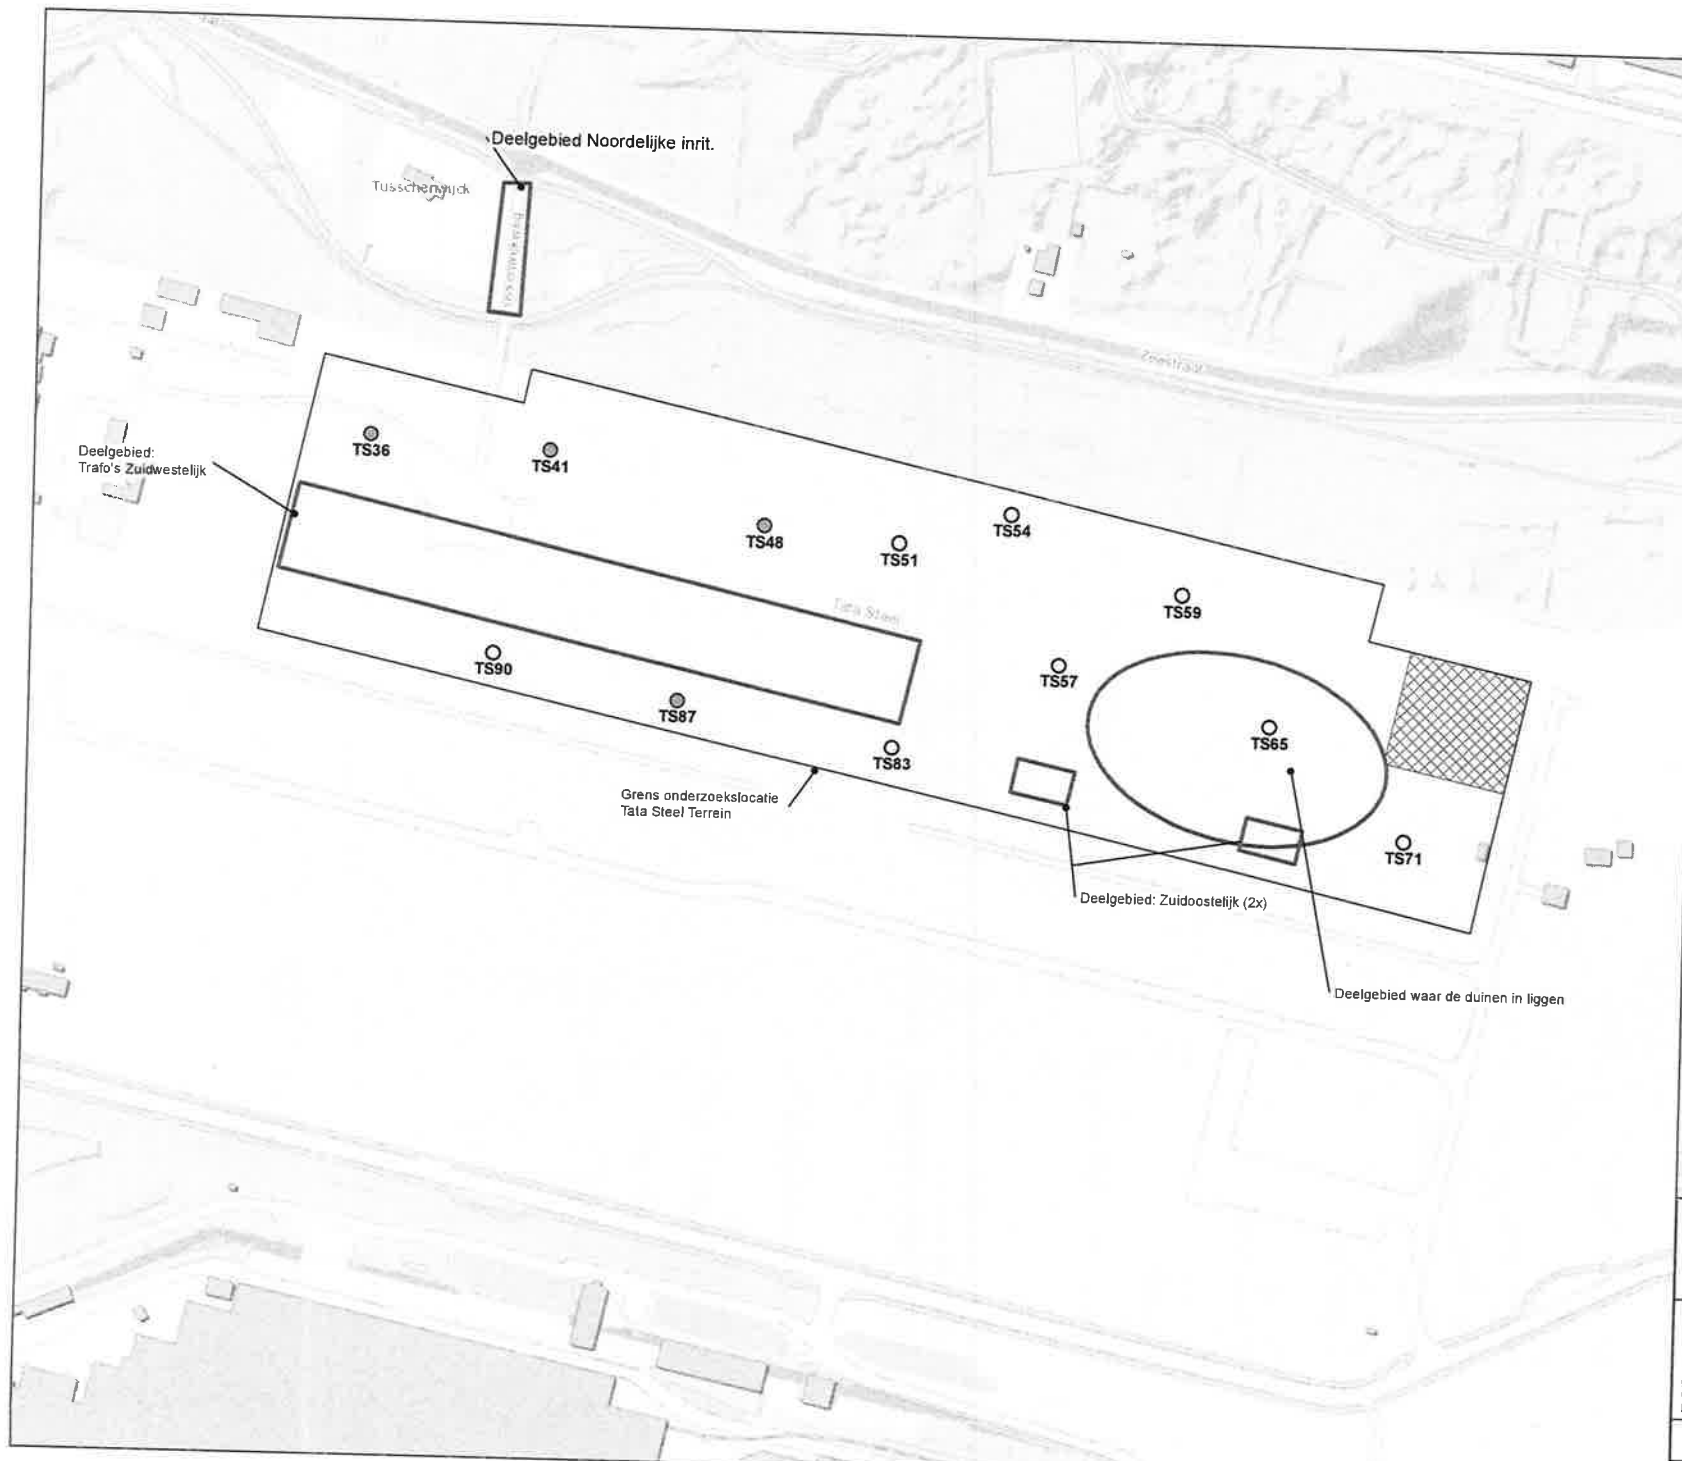 Deelgebied Noordelijke inrit.
Tusschenwijck
Zeestraat
TS36
TS41
Deelgebied:
Trafo's Zuidwestelijk
TS48
TS51
TS54
TS59
Tata Steel
TS90
TS57
TS87
TS65
TS83
Grens onderzoekslocatie
Tata Steel Terrein
TS71
Deelgebied: Zuidoostelijk (2x)
Deelgebied waar de duinen in liggen